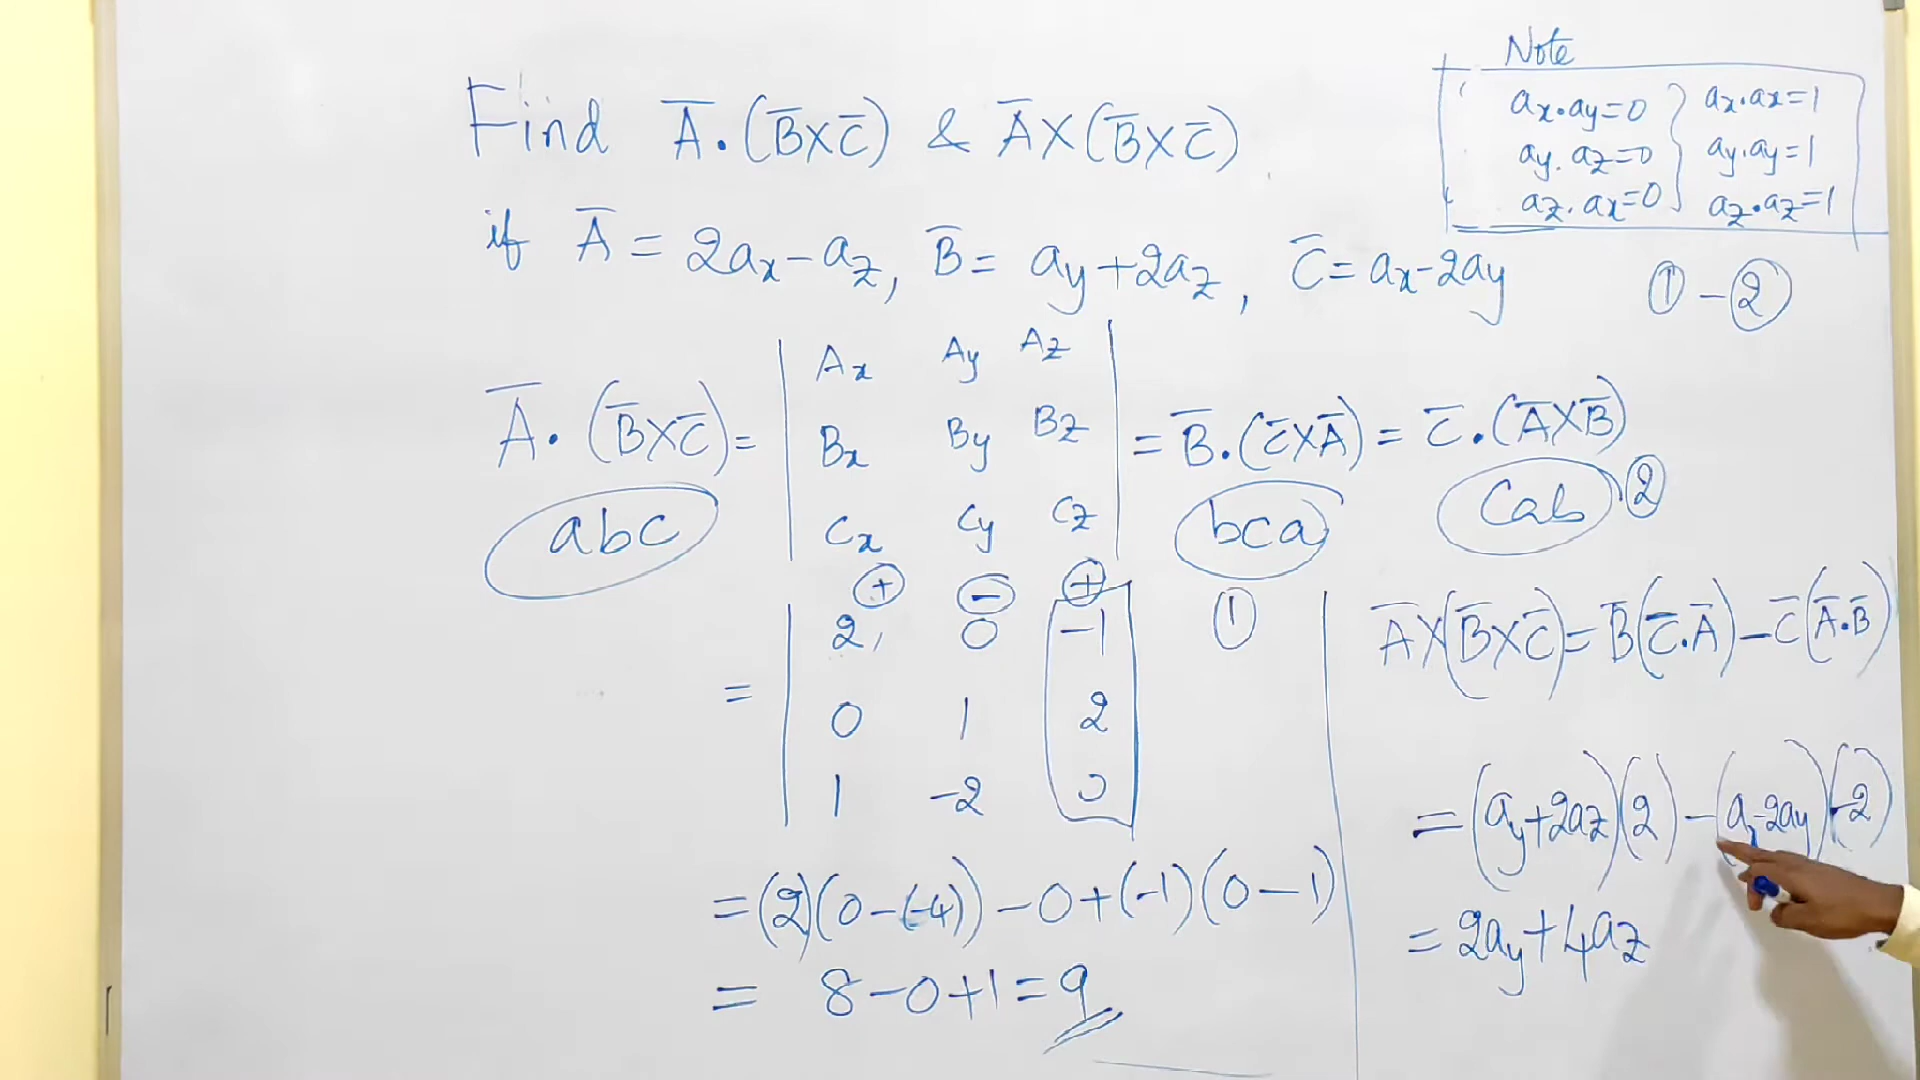 Note
ax·ay=0 } ax·ax=1
ay·az=0 } ay·ay=1
az·ax=0 } az·az=1
Find A̅·(B̅×C̅) & A̅×(B̅×C̅)
if A̅ = 2ax-az, B̅ = ay+2az, C̅ = ax-2ay
① - ②
A̅·(B̅×C̅) = | Ax Ay Az | = B̅·(C̅×A̅) = C̅·(A̅×B̅)
| Bx By Bz |
| Cx Cy Cz |
abc bca cab ②
+ - + ①
= | 2, 0 -1 |
| 0 1 2 |
| 1 -2 0 |
=(2)(0-(-4))-0+(-1)(0-1)
= 8-0+1=9
A̅×(B̅×C̅)=B̅(C̅·A̅)-C̅(A̅·B̅)
=(ay+2az)(2)-(ax-2ay)(-2)
= 2ay+4az